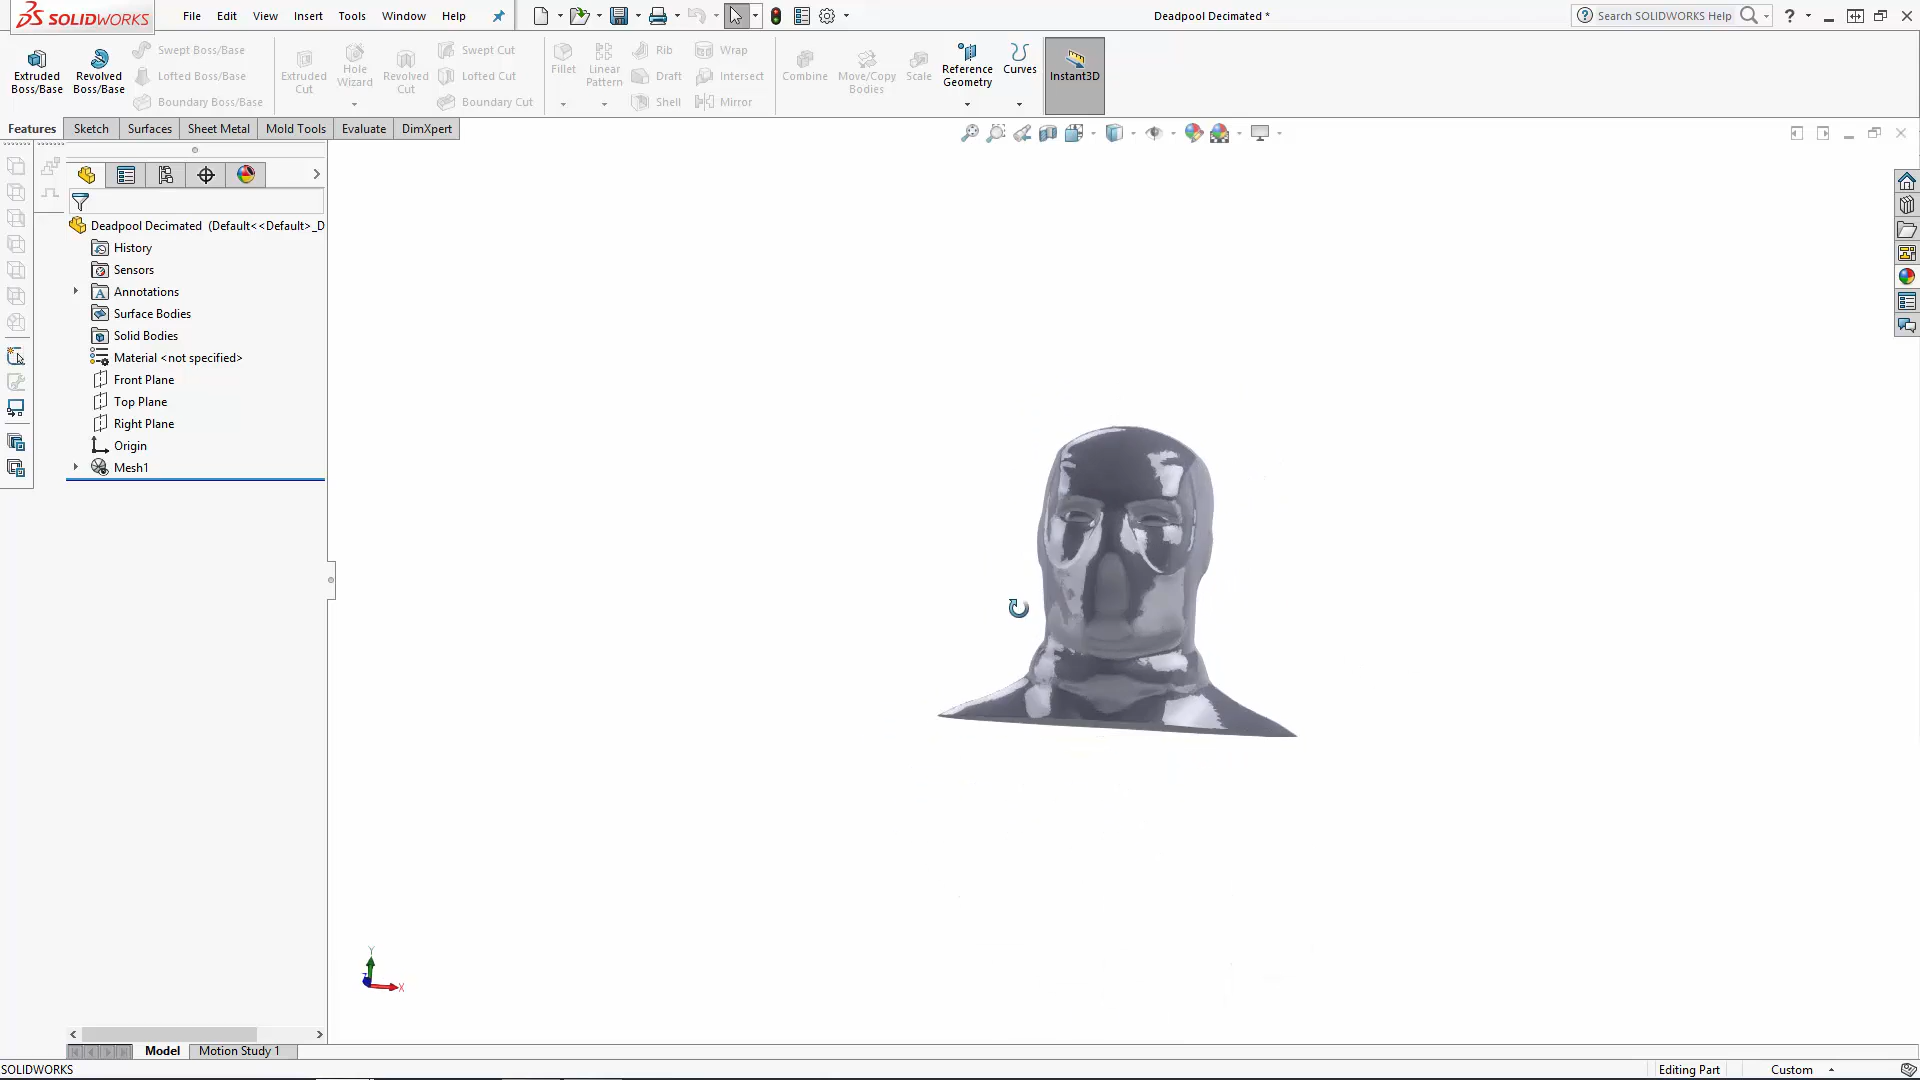 SOLIDWORKS File Edit View Insert Tools Window Help Deadpool Decimated * Search SOLIDWORKS Help ?
Extruded Boss/Base
Revolved Boss/Base
Swept Boss/Base
Lofted Boss/Base
Boundary Boss/Base
Extruded Cut
Hole Wizard
Revolved Cut
Swept Cut
Lofted Cut
Boundary Cut
Fillet
Linear Pattern
Rib
Draft
Shell
Wrap
Intersect
Mirror
Combine
Move/Copy Bodies
Scale
Reference Geometry
Curves
Instant3D
Features Sketch Surfaces Sheet Metal Mold Tools Evaluate DimXpert
Deadpool Decimated (Default<<Default>_D
History
Sensors
Annotations
Surface Bodies
Solid Bodies
Material <not specified>
Front Plane
Top Plane
Right Plane
Origin
Mesh1
Y
X
Model Motion Study 1
SOLIDWORKS Editing Part Custom